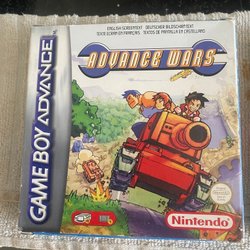 ENGLISH SCREENTEXT · DEUTSCHER BILDSCHIRMTEXT
TEXTE ECRAN EN FRANÇAIS · TEXTOS DE PANTALLA EN CASTELLANO
ADVANCE WARS
GAME BOY ADVANCE
Nintendo